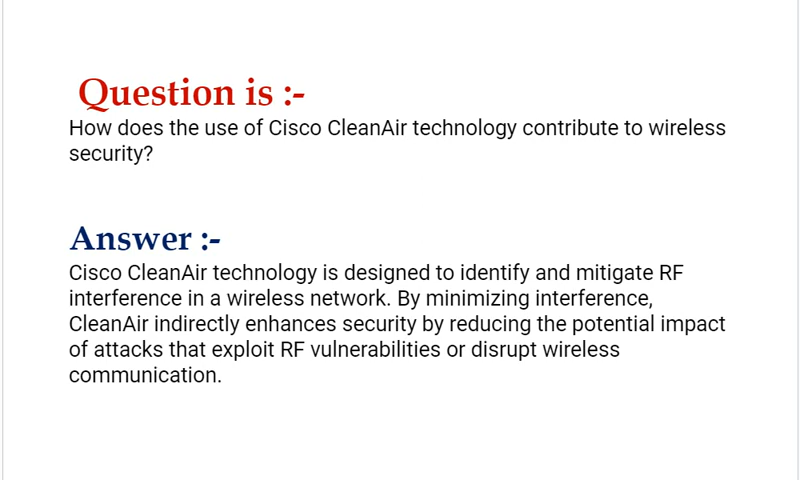 Question is :-
How does the use of Cisco CleanAir technology contribute to wireless
security?
Answer :-
Cisco CleanAir technology is designed to identify and mitigate RF
interference in a wireless network. By minimizing interference,
CleanAir indirectly enhances security by reducing the potential impact
of attacks that exploit RF vulnerabilities or disrupt wireless
communication.